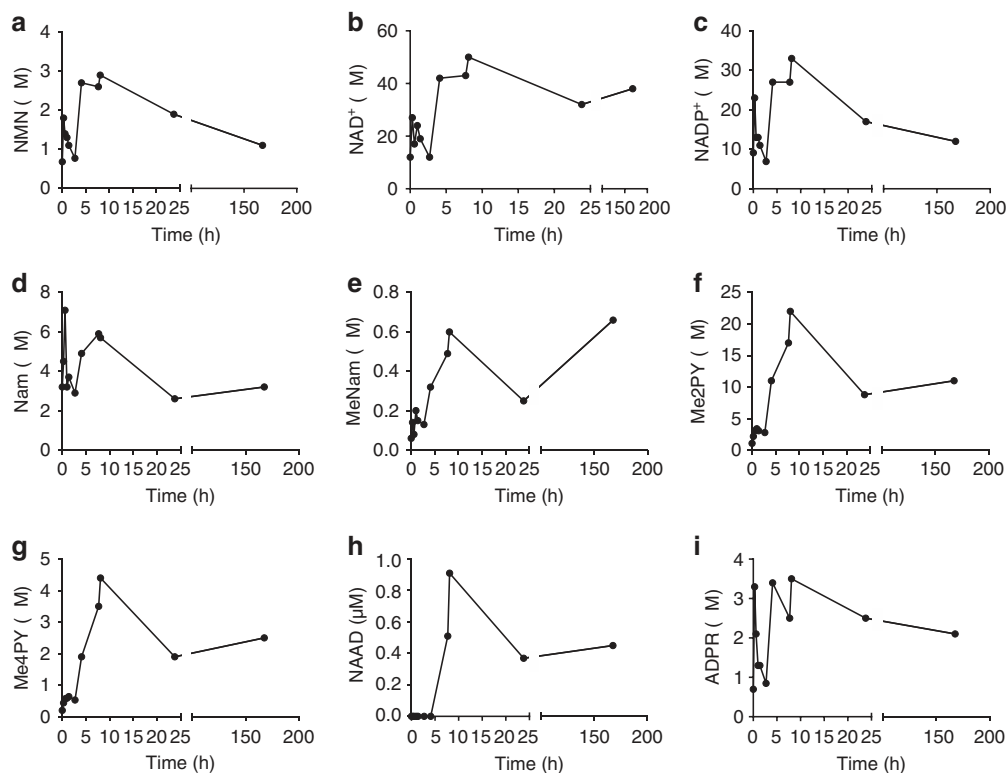 a
NMN ( M)
4
3
2
1
0
0 5 10 15 20 25 150 200
Time (h)
b
NAD+ ( M)
60
40
20
0
0 5 10 15 20 25 150 200
Time (h)
c
NADP+ ( M)
40
30
20
10
0
0 5 10 15 20 25 150 200
Time (h)
d
Nam ( M)
8
6
4
2
0
0 5 10 15 20 25 150 200
Time (h)
e
MeNam ( M)
0.8
0.6
0.4
0.2
0
0 5 10 15 20 25 150 200
Time (h)
f
Me2PY ( M)
25
20
15
10
5
0
0 5 10 15 20 25 150 200
Time (h)
g
Me4PY ( M)
5
4
3
2
1
0
0 5 10 15 20 25 150 200
Time (h)
h
NAAD (µM)
1.0
0.8
0.6
0.4
0.2
0.0
0 5 10 15 20 25 150 200
Time (h)
i
ADPR ( M)
4
3
2
1
0
0 5 10 15 20 25 150 200
Time (h)